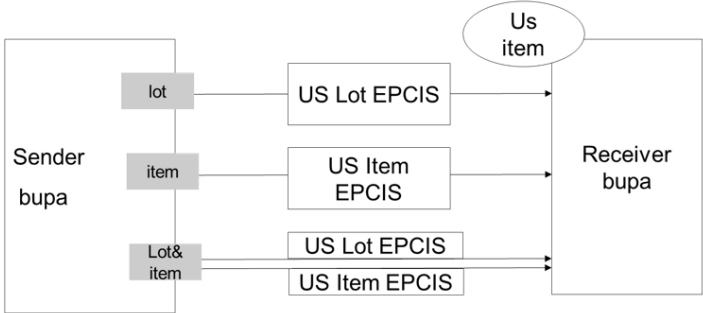 Us
item
lot
US Lot EPCIS
Sender
bupa
item
US Item
EPCIS
Receiver
bupa
Lot&
item
US Lot EPCIS
US Item EPCIS